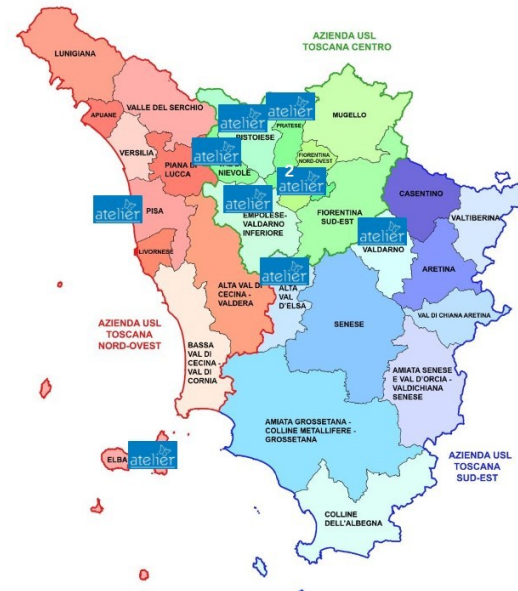 AZIENDA USL
TOSCANA CENTRO
LUNIGIANA
APUANE
VALLE DEL SERCHIO
VERSILIA
PIANA DI
LUCCA
atelier
PISTOIESE
atelier
PRATESE
MUGELLO
atelier
NIEVOLE
FIORENTINA
NORD-OVEST
2
atelier
CASENTINO
atelier
PISA
atelier
EMPOLESE-
VALDARNO
INFERIORE
FIORENTINA
SUD-EST
atelier
VALDARNO
VALTIBERINA
LIVORNESE
ARETINA
atelier
ALTA
VAL
D'ELSA
ALTA VAL DI
CECINA -
VALDERA
SENESE
VAL DI CHIANA ARETINA
AZIENDA USL
TOSCANA
NORD-OVEST
BASSA
VAL DI
CECINA -
VAL DI
CORNIA
AMIATA SENESE
E VAL D'ORCIA -
VALDICHIANA
SENESE
AMIATA GROSSETANA -
COLLINE METALLIFERE -
GROSSETANA
ELBA
atelier
AZIENDA USL
TOSCANA
SUD-EST
COLLINE
DELL'ALBEGNA